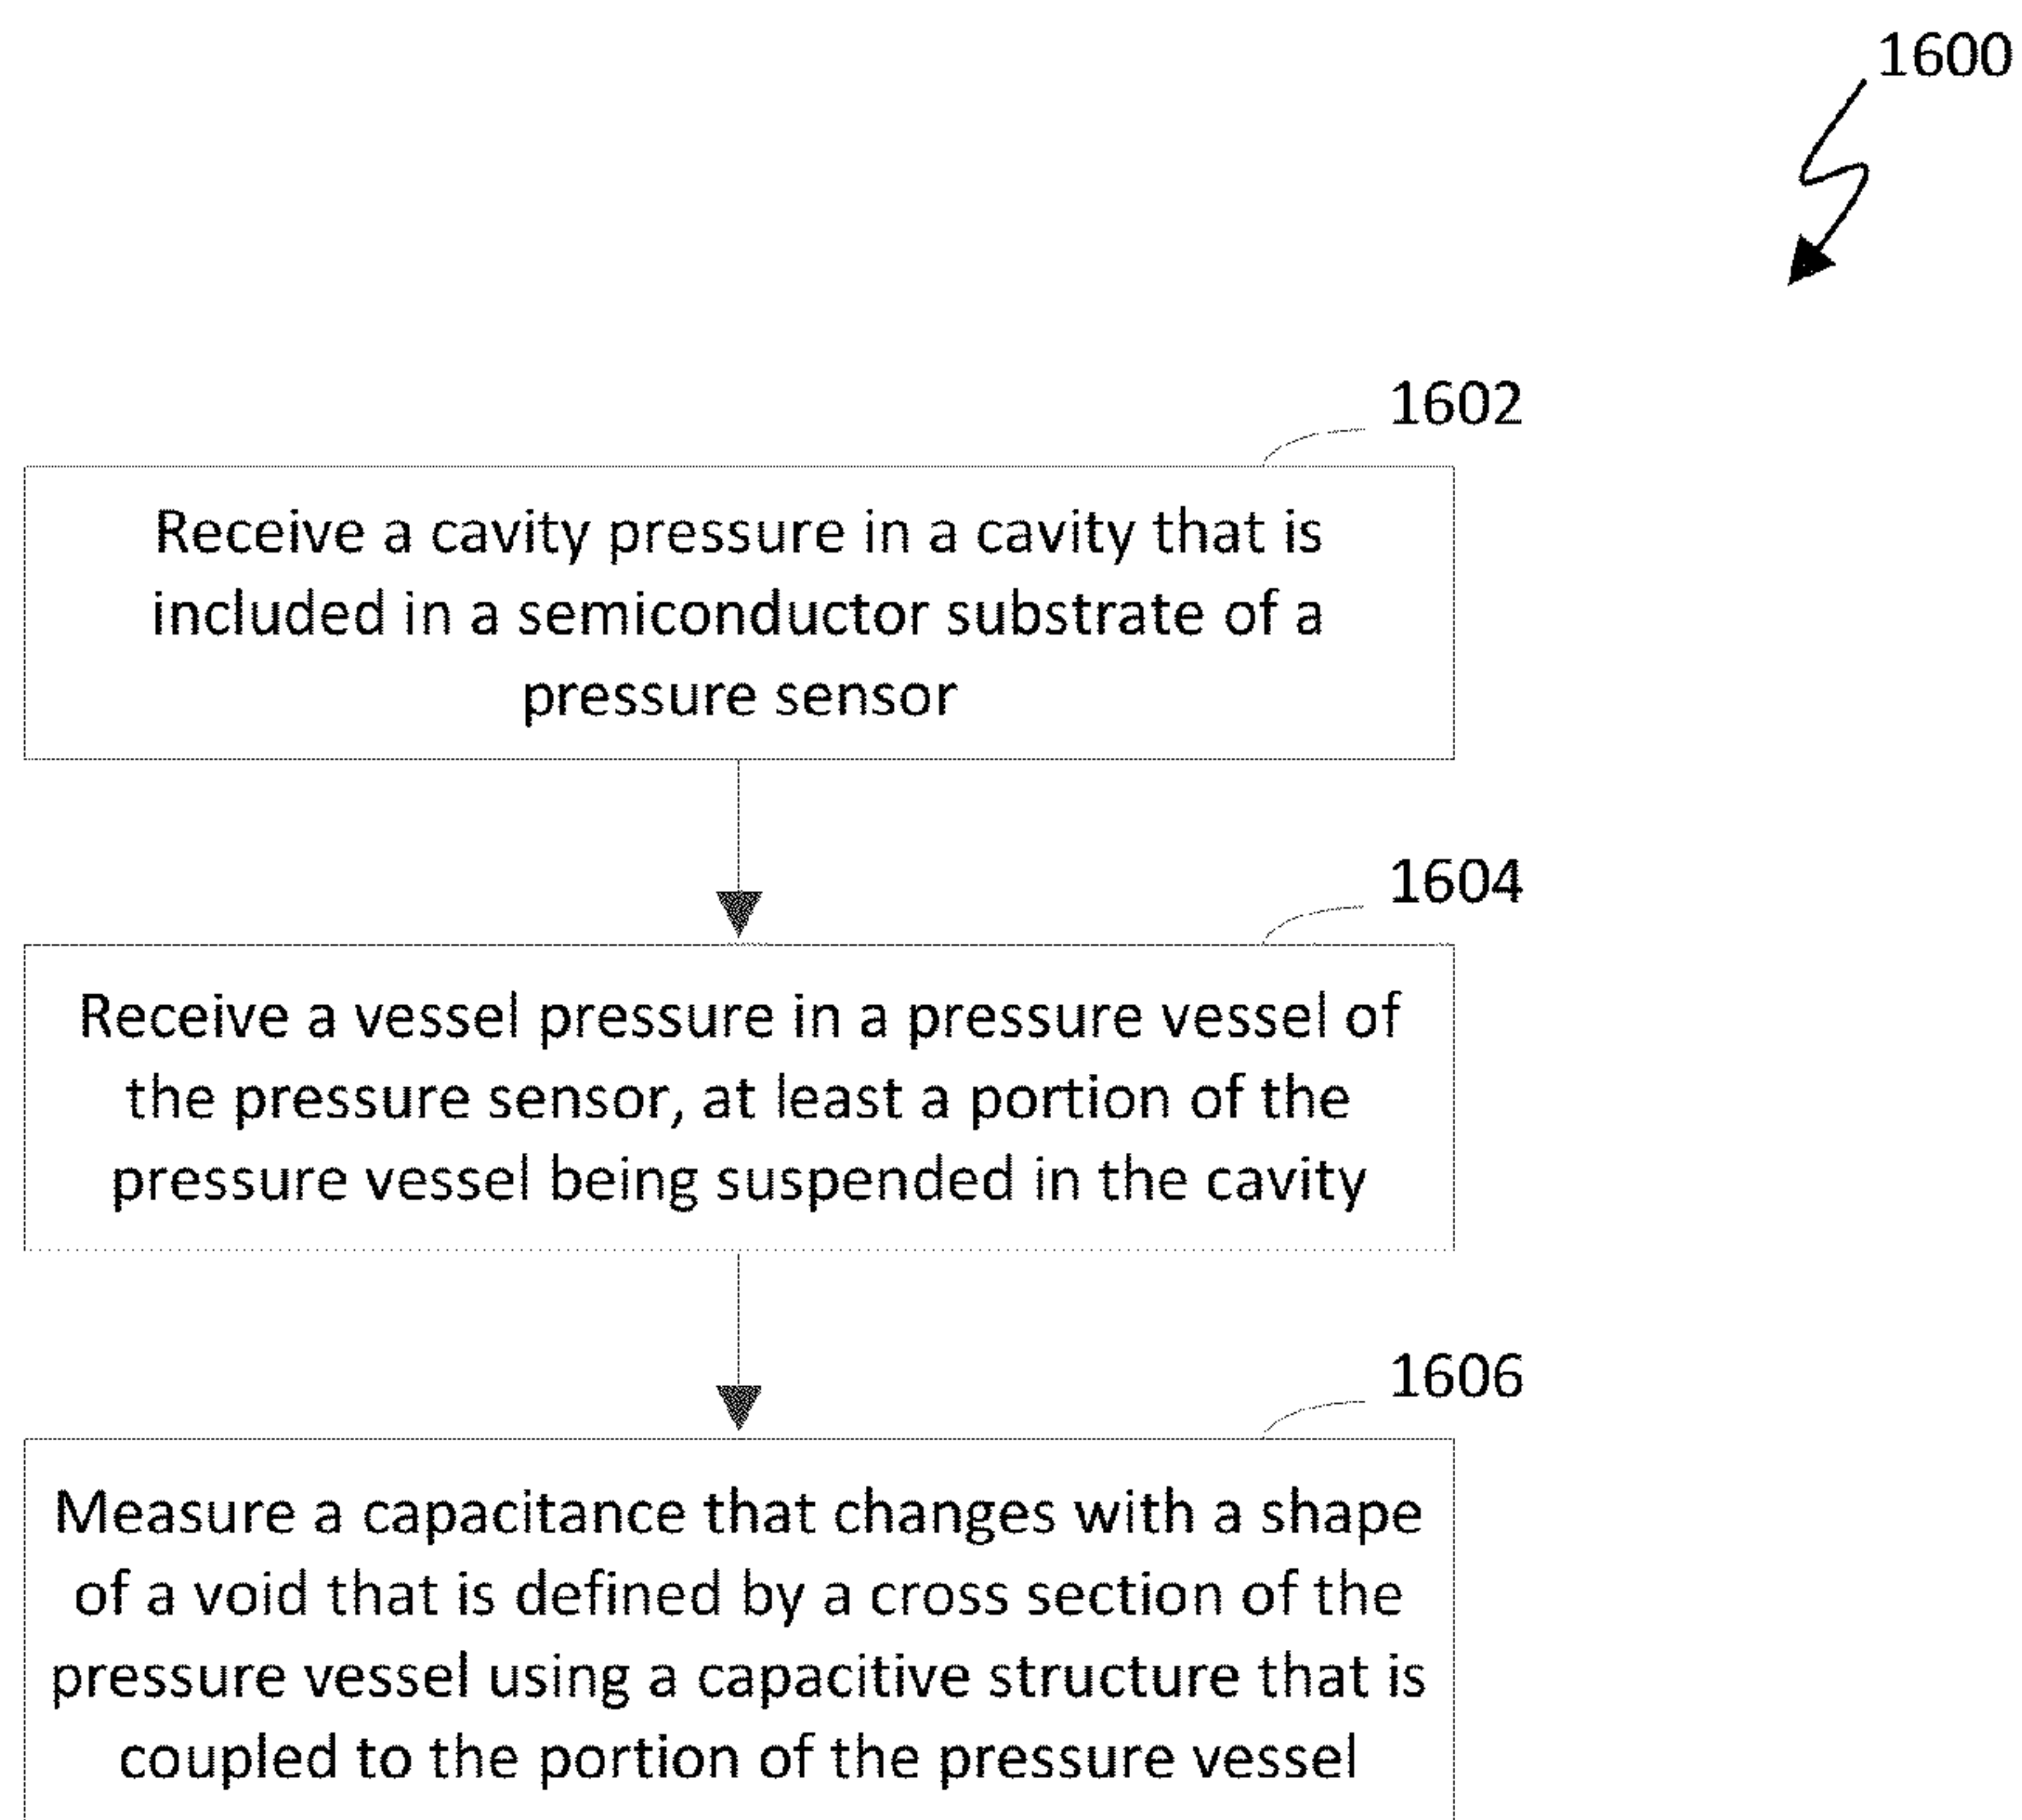 1600
1602
Receive a cavity pressure in a cavity that is
included in a semiconductor substrate of a
pressure sensor
1604
Receive a vessel pressure in a pressure vessel of
the pressure sensor, at least a portion of the
pressure vessel being suspended in the cavity
1606
Measure a capacitance that changes with a shape
of a void that is defined by a cross section of the
pressure vessel using a capacitive structure that is
coupled to the portion of the pressure vessel